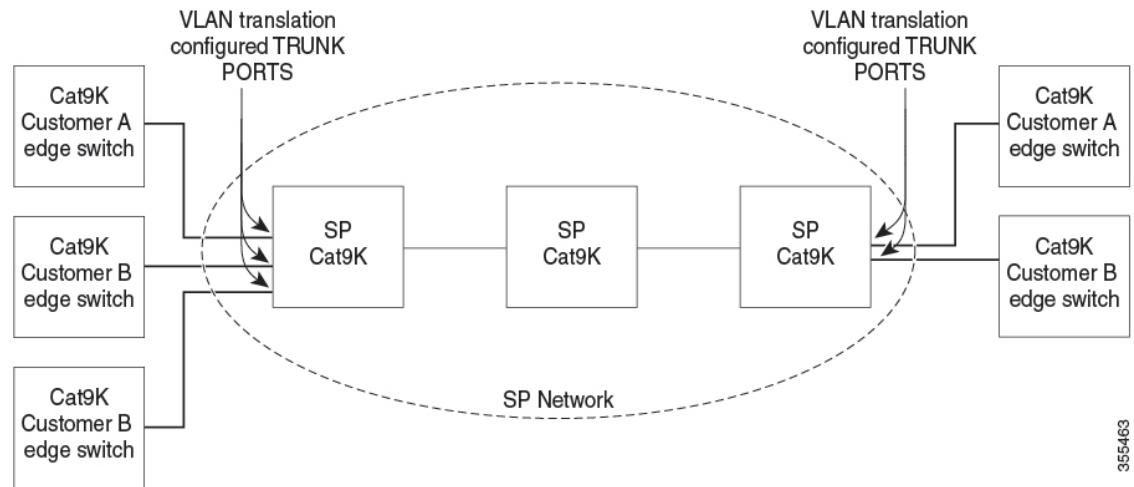 VLAN translation
configured TRUNK
PORTS
VLAN translation
configured TRUNK
PORTS
Cat9K
Customer A
edge switch
Cat9K
Customer B
edge switch
Cat9K
Customer B
edge switch
SP
Cat9K
SP
Cat9K
SP
Cat9K
SP Network
Cat9K
Customer A
edge switch
Cat9K
Customer B
edge switch
355463